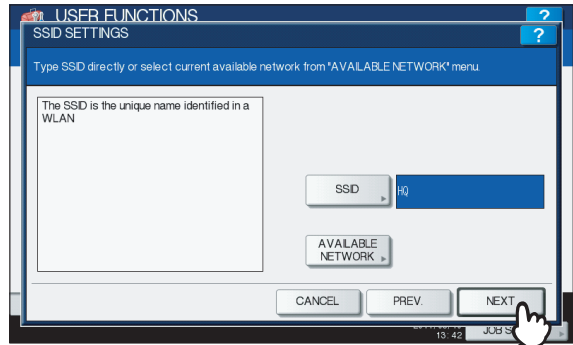 USER FUNCTIONS
?
SSID SETTINGS
?
Type SSID directly or select current available network from "AVAILABLE NETWORK" menu.
The SSID is the unique name identified in a
WLAN
SSID
HQ
AVAILABLE
NETWORK
CANCEL
PREV.
NEXT
13:42
JOB S